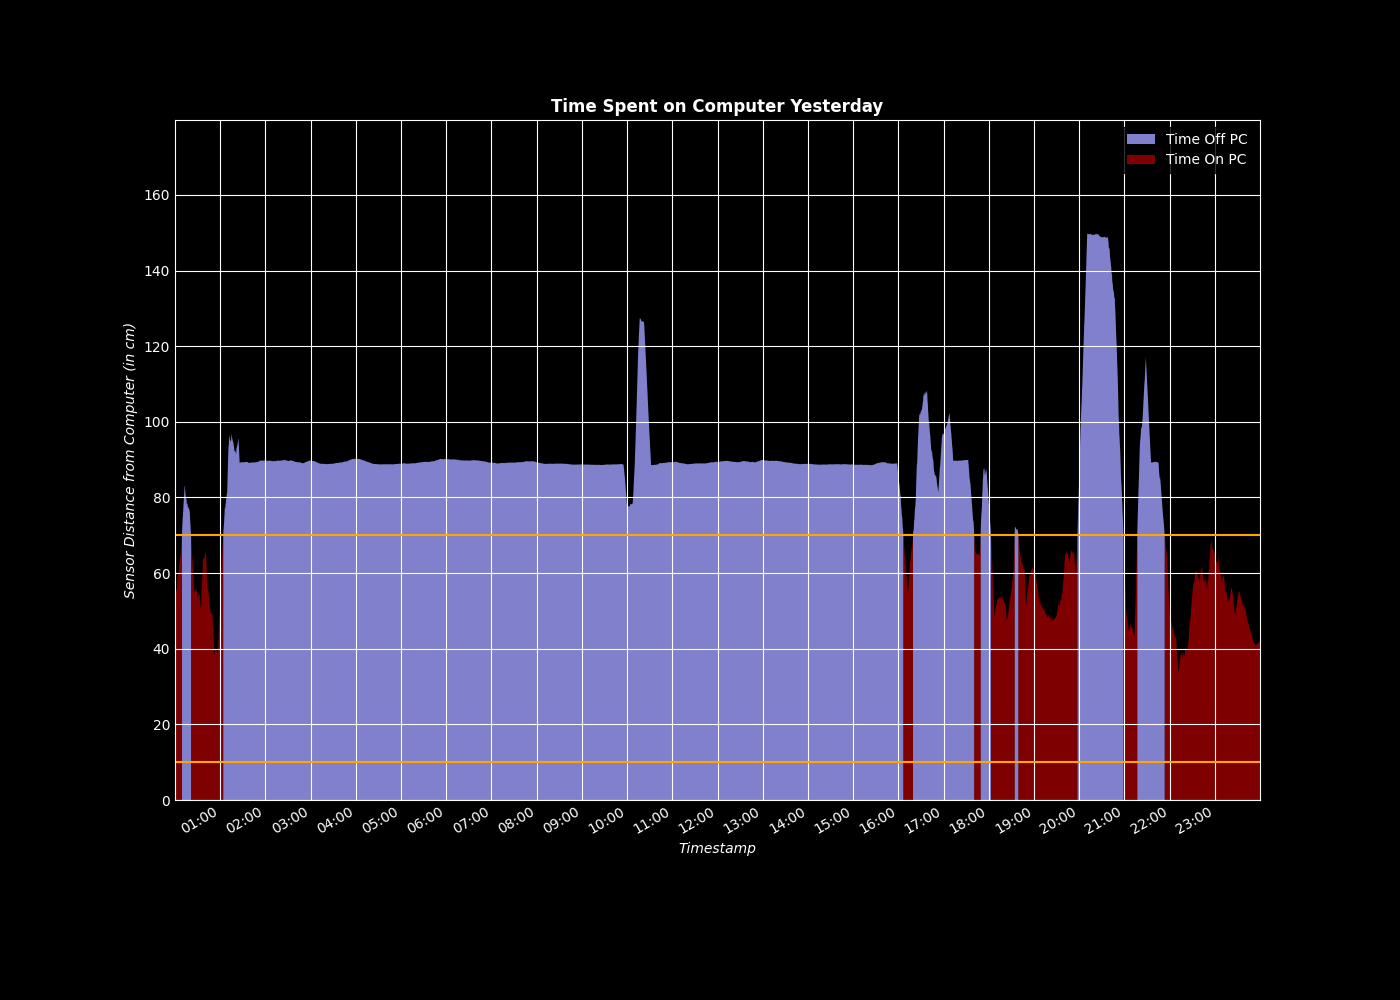 Time Spent on Computer Yesterday
Time Off PC
Time On PC
160
140
120
100
80
60
40
20
0
Sensor Distance from Computer (in cm)
01:00 02:00 03:00 04:00 05:00 06:00 07:00 08:00 09:00 10:00 11:00 12:00 13:00 14:00 15:00 16:00 17:00 18:00 19:00 20:00 21:00 22:00 23:00
Timestamp